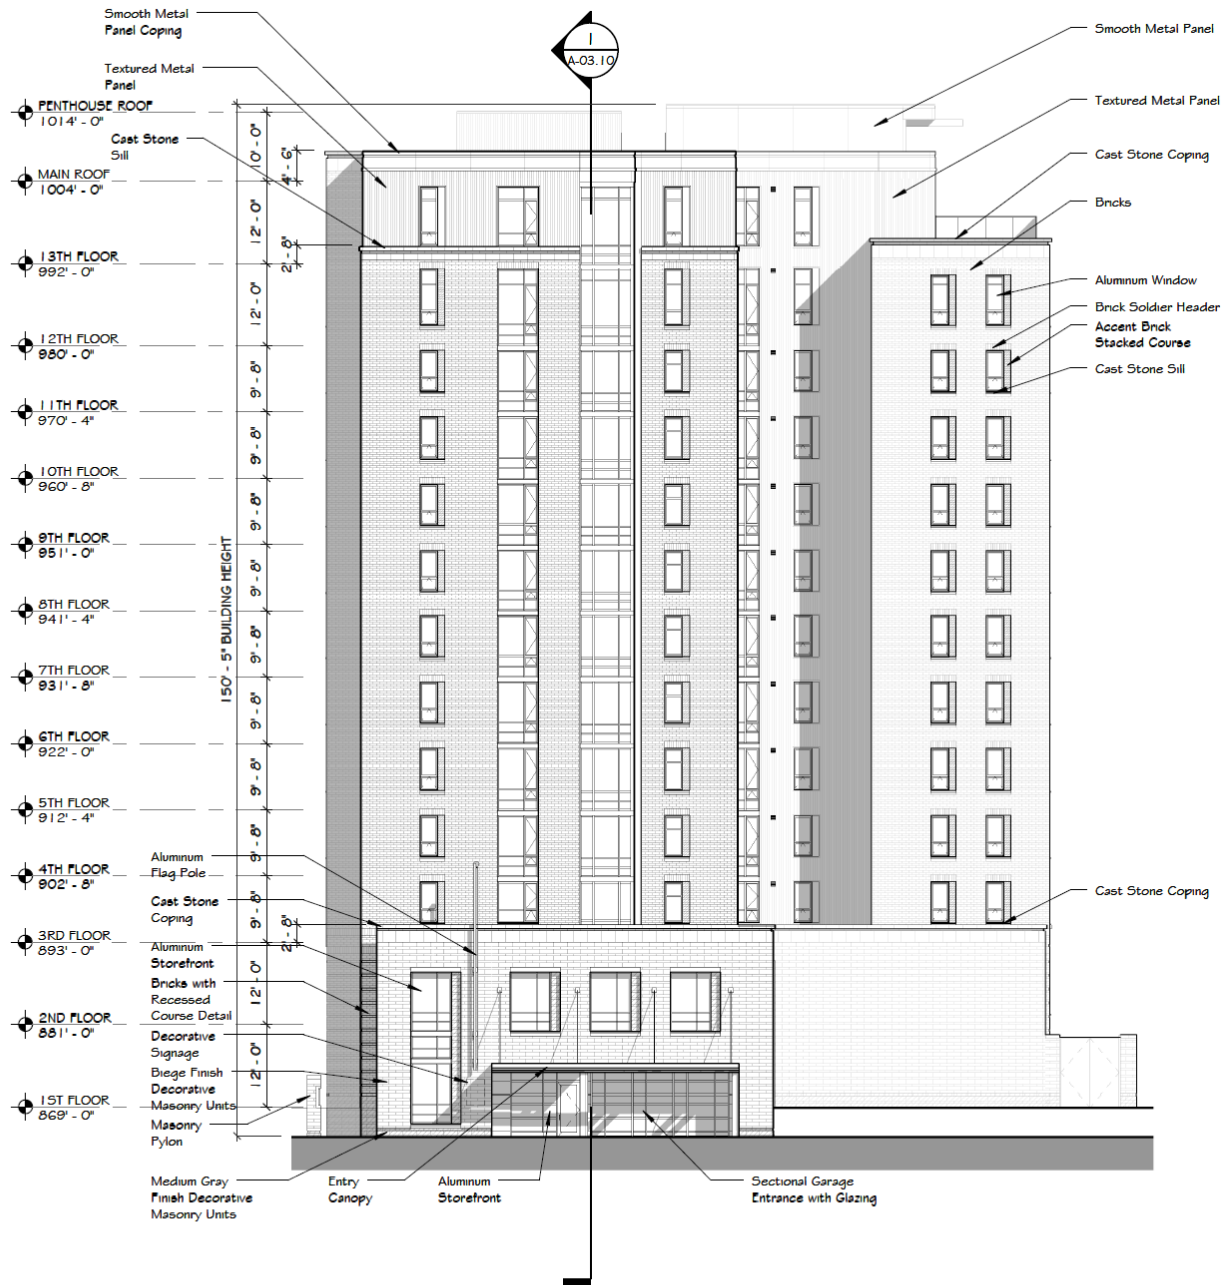 Smooth Metal
Panel Coping
1
A-03.10
Smooth Metal Panel
Textured Metal
Panel
PENTHOUSE ROOF
1014' - 0"
Textured Metal Panel
Cast Stone
Sill
Cast Stone Coping
MAIN ROOF
1004' - 0"
Bricks
13TH FLOOR
992' - 0"
Aluminum Window
Brick Soldier Header
Accent Brick
Stacked Course
12TH FLOOR
980' - 0"
Cast Stone Sill
11TH FLOOR
970' - 4"
10TH FLOOR
960' - 8"
9TH FLOOR
951' - 0"
8TH FLOOR
941' - 4"
7TH FLOOR
931' - 8"
6TH FLOOR
922' - 0"
5TH FLOOR
912' - 4"
4TH FLOOR
902' - 8"
3RD FLOOR
893' - 0"
2ND FLOOR
881' - 0"
1ST FLOOR
869' - 0"
150' - 5" BUILDING HEIGHT
10' - 0"
4' - 6"
12' - 0"
2' - 8"
12' - 0"
9' - 8"
9' - 8"
9' - 8"
9' - 8"
9' - 8"
9' - 8"
9' - 8"
9' - 8"
9' - 8"
2' - 8"
12' - 0"
12' - 0"
Aluminum
Flag Pole
Cast Stone
Coping
Aluminum
Storefront
Bricks with
Recessed
Course Detail
Decorative
Signage
Biege Finish
Decorative
Masonry Units
Masonry
Pylon
Cast Stone Coping
Medium Gray
Finish Decorative
Masonry Units
Entry
Canopy
Aluminum
Storefront
Sectional Garage
Entrance with Glazing